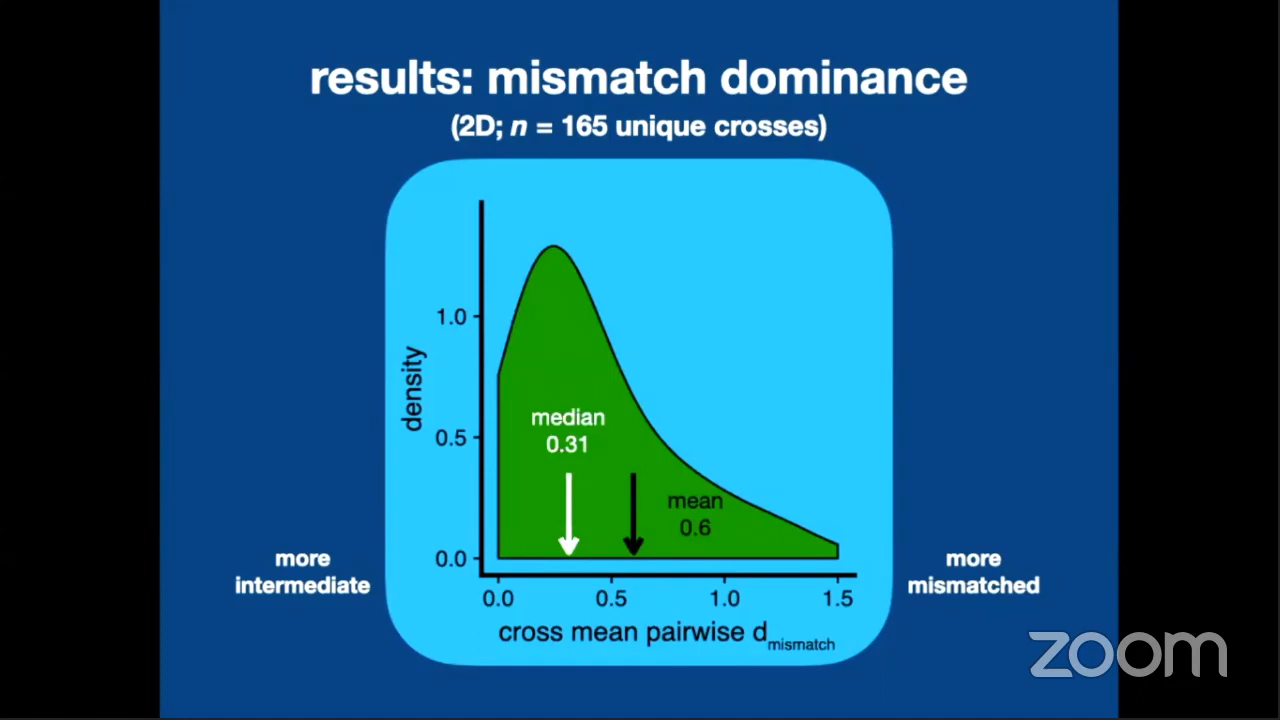 results: mismatch dominance
(2D; n = 165 unique crosses)
density
1.0
0.5
0.0
median
0.31
mean
0.6
0.0 0.5 1.0 1.5
cross mean pairwise d mismatch
more
intermediate
more
mismatched
zoom